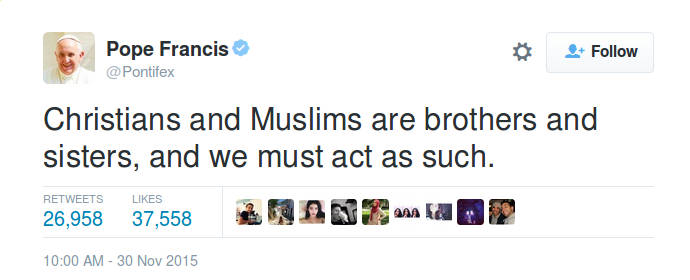 Pope Francis
@Pontifex
Follow
Christians and Muslims are brothers and
sisters, and we must act as such.
RETWEETS LIKES
26,958 37,558
10:00 AM - 30 Nov 2015